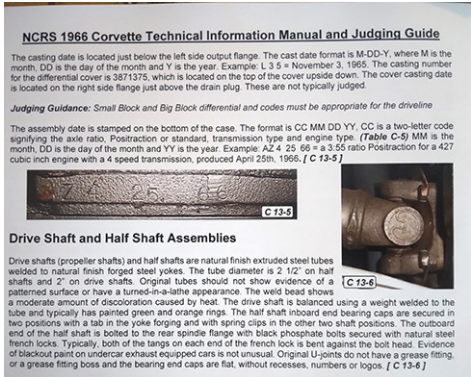 NCRS 1966 Corvette Technical Information Manual and Judging Guide
The casting date is located just below the left side output flange. The cast date format is M-DD-Y, where M is the
month, DD is the day of the month and Y is the year. Example: L 3 5 = November 3, 1965. The casting number
for the differential cover is 3871375, which is located on the top of the cover upside down. The cover casting date
is located on the right side flange just above the drain plug. These are not typically judged.
Judging Guidance: Small Block and Big Block differential and codes must be appropriate for the driveline
The assembly date is stamped on the bottom of the case. The format is CC MM DD YY, CC is a two-letter code
signifying the axle ratio, Positraction or standard, transmission type and engine type. (Table C-5) MM is the
month, DD is the day of the month and YY is the year. Example: AZ 4 25 66 = a 3:55 ratio Positraction for a 427
cubic inch engine with a 4 speed transmission, produced April 25th, 1966. [ C 13-5 ]
AZ 4 25 66
C 13-5
Drive Shaft and Half Shaft Assemblies
Drive shafts (propeller shafts) and half shafts are natural finish extruded steel tubes
welded to natural finish forged steel yokes. The tube diameter is 2 1/2" on half
shafts and 2" on drive shafts. Original tubes should not show evidence of a
patterned surface or have a turned-in-a-lathe appearance. The weld bead shows
C 13-6
a moderate amount of discoloration caused by heat. The drive shaft is balanced using a weight welded to the
tube and typically has painted green and orange rings. The half shaft inboard end bearing caps are secured in
two positions with a tab in the yoke forging and with spring clips in the other two shaft positions. The outboard
end of the half shaft is bolted to the rear spindle flange with black phosphate bolts secured with natural steel
french locks. Typically, both of the tangs on each end of the french lock is bent against the bolt head. Evidence
of blackout paint on undercar exhaust equipped cars is not unusual. Original U-joints do not have a grease fitting,
or a grease fitting boss and the bearing end caps are flat, without recesses, numbers or logos. [ C 13-6 ]